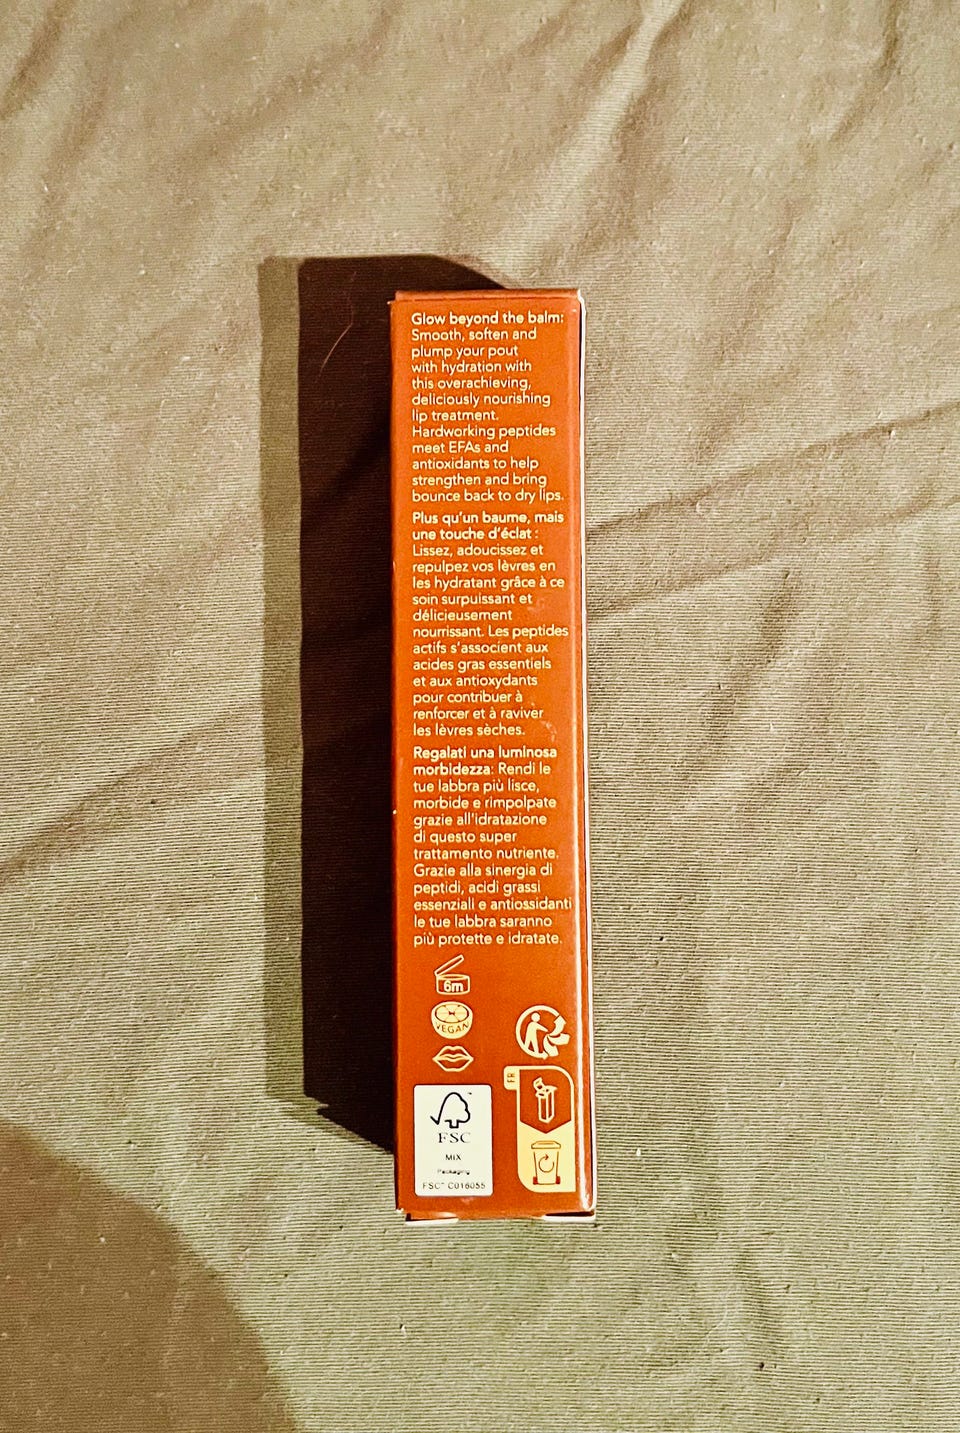 Glow beyond the balm:
Smooth, soften and
plump your pout
with hydration with
this overachieving,
deliciously nourishing
lip treatment.
Hardworking peptides
meet EFAs and
antioxidants to help
strengthen and bring
bounce back to dry lips.
Plus qu'un baume, mais
une touche d'éclat :
Lissez, adoucissez et
repulpez vos lèvres en
les hydratant grâce à ce
soin surpuissant et
délicieusement
nourrissant. Les peptides
actifs s'associent aux
acides gras essentiels
et aux antioxydants
pour contribuer à
renforcer et à raviver
les lèvres sèches.
Regalati una luminosa
morbidezza: Rendi le
tue labbra più lisce,
morbide e rimpolpate
grazie all'idratazione
di questo super
trattamento nutriente.
Grazie alla sinergia di
peptidi, acidi grassi
essenziali e antiossidanti
le tue labbra saranno
più protette e idratate.
6m
VEGAN
FR
FSC
MIX
Packaging
FSC™ C016055